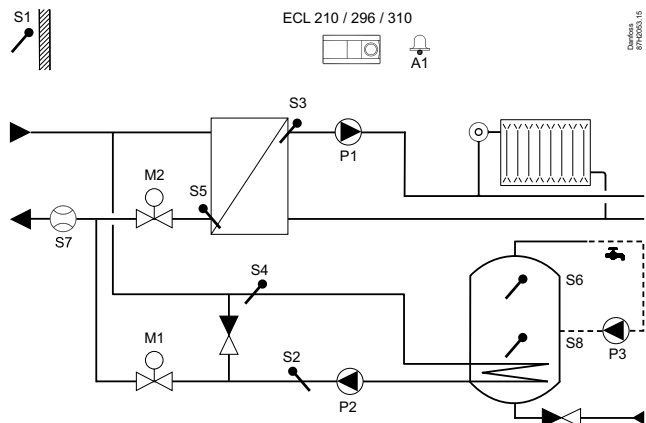 S1
ECL 210 / 296 / 310
A1
Danfoss
87H2053.15
S3
P1
M2
S5
S7
S4
S6
M1
S2
S8
P3
P2